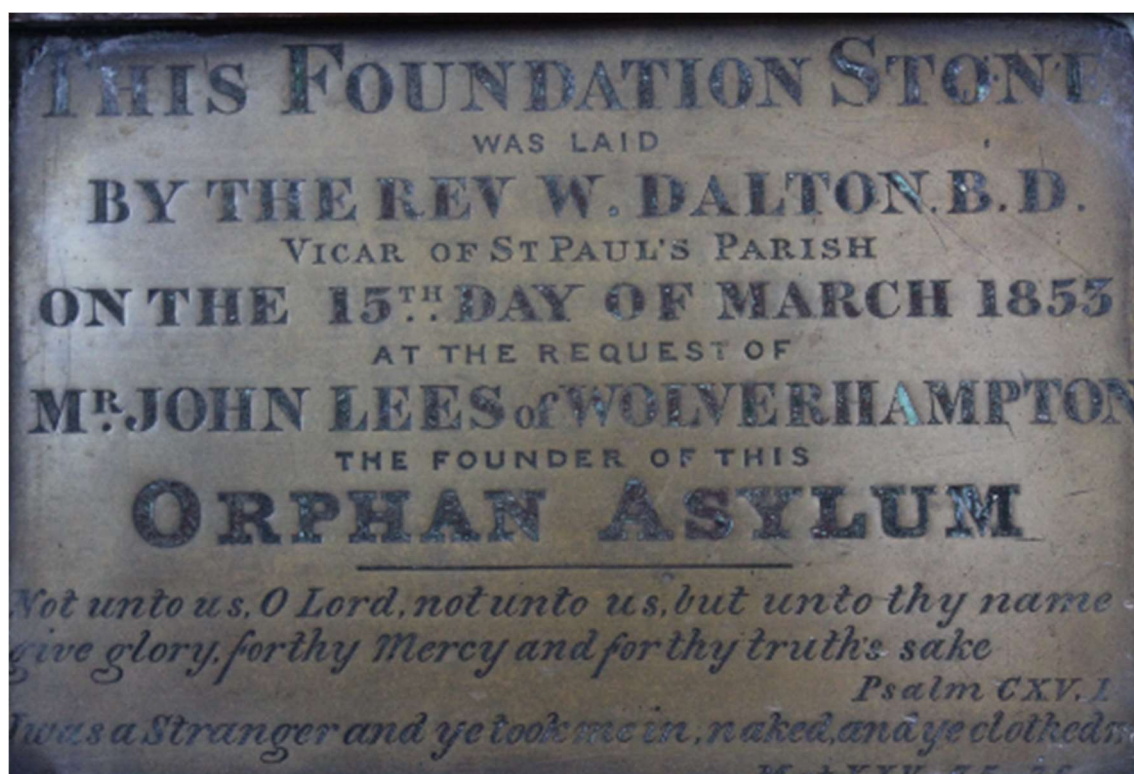 THIS FOUNDATION STONE
WAS LAID
BY THE REV W. DALTON. B. D.
VICAR OF ST PAUL'S PARISH
ON THE 15TH DAY OF MARCH 1853
AT THE REQUEST OF
MR. JOHN LEES of WOLVERHAMPTON
THE FOUNDER OF THIS
ORPHAN ASYLUM
Not unto us, O Lord, not unto us, but unto thy name
give glory, for thy Mercy and for thy truth's sake
Psalm CXV. 1
I was a Stranger and ye took me in, naked, and ye clothed